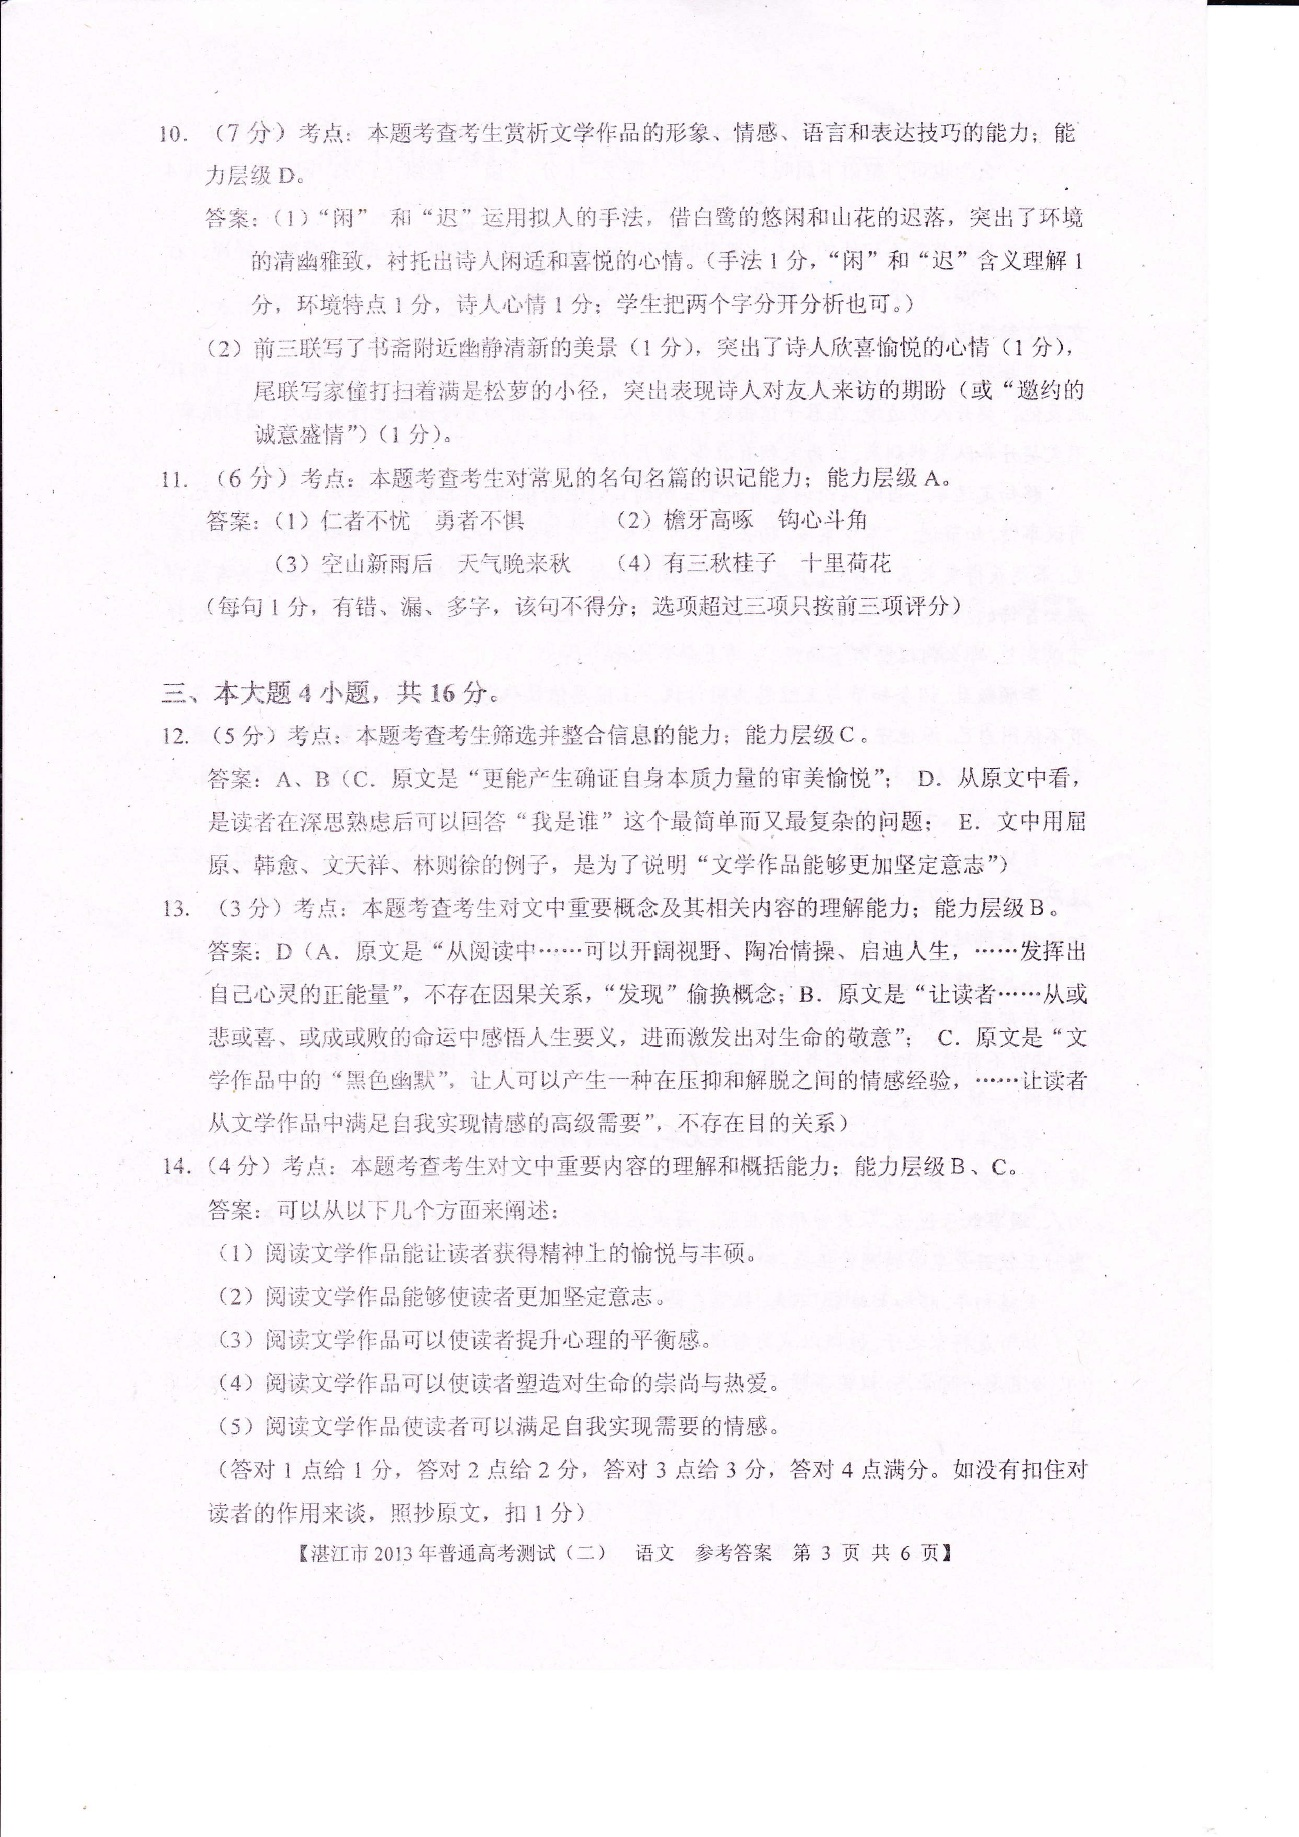 10. （7 分）考点：本题考查考生赏析文学作品的形象、情感、语言和表达技巧的能力；能
力层级 D。
答案：（1）“闲” 和“迟”运用拟人的手法，借白鹭的悠闲和山花的迟落，突出了环境
的清幽雅致，衬托出诗人闲适和喜悦的心情。（手法 1 分，“闲”和“迟”含义理解 1
分，环境特点 1 分，诗人心情 1 分；学生把两个字分开分析也可。）
（2）前三联写了书斋附近幽静清新的美景（1 分），突出了诗人欣喜愉悦的心情（1 分），
尾联写家僮打扫着满是松萝的小径，突出表现诗人对友人来访的期盼（或“邀约的
诚意盛情”）（1 分）。
11. （6 分）考点：本题考查考生对常见的名句名篇的识记能力；能力层级 A。
答案：（1）仁者不忧 勇者不惧 （2）檐牙高啄 钩心斗角
（3）空山新雨后 天气晚来秋 （4）有三秋桂子 十里荷花
（每句 1 分，有错、漏、多字，该句不得分；选项超过三项只按前三项评分）
三、本大题 4 小题，共 16 分。
12. （5 分）考点：本题考查考生筛选并整合信息的能力；能力层级 C 。
答案：A、B（C．原文是“更能产生确证自身本质力量的审美愉悦”； D．从原文中看，
是读者在深思熟虑后可以回答“我是谁”这个最简单而又最复杂的问题； E．文中用屈
原、韩愈、文天祥、林则徐的例子，是为了说明“文学作品能够更加坚定意志”）
13. （3 分）考点：本题考查考生对文中重要概念及其相关内容的理解能力；能力层级 B 。
答案：D（A．原文是“从阅读中……可以开阔视野、陶冶情操、启迪人生，……发挥出
自己心灵的正能量”，不存在因果关系，“发现”偷换概念；B．原文是“让读者……从或
悲或喜、或成或败的命运中感悟人生要义，进而激发出对生命的敬意”； C．原文是“文
学作品中的“黑色幽默”，让人可以产生一种在压抑和解脱之间的情感经验，……让读者
从文学作品中满足自我实现情感的高级需要”，不存在目的关系）
14. （4 分）考点：本题考查考生对文中重要内容的理解和概括能力；能力层级 B 、C。
答案：可以从以下几个方面来阐述：
（1）阅读文学作品能让读者获得精神上的愉悦与丰硕。
（2）阅读文学作品能够使读者更加坚定意志。
（3）阅读文学作品可以使读者提升心理的平衡感。
（4）阅读文学作品可以使读者塑造对生命的崇尚与热爱。
（5）阅读文学作品使读者可以满足自我实现需要的情感。
（答对 1 点给 1 分，答对 2 点给 2 分，答对 3 点给 3 分，答对 4 点满分。如没有扣住对
读者的作用来谈，照抄原文，扣 1 分）
【湛江市 2013 年普通高考测试（二） 语文 参考答案 第 3 页 共 6 页】